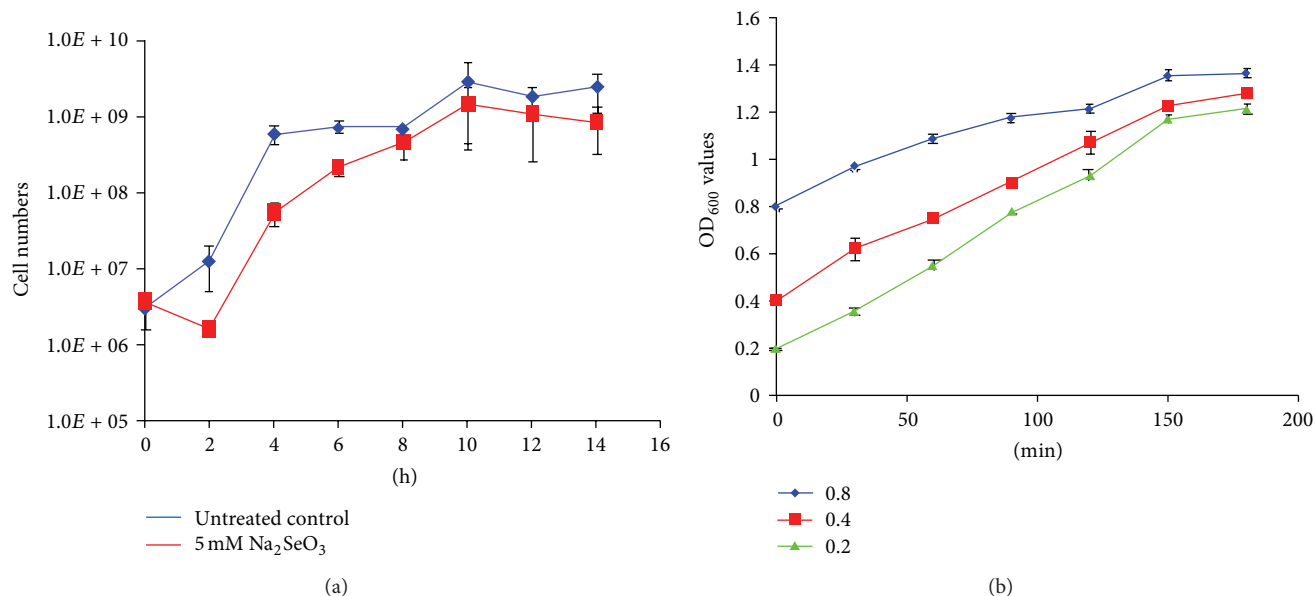 1.0E + 10
1.0E + 09
1.0E + 08
1.0E + 07
1.0E + 06
1.0E + 05
Cell numbers
0 2 4 6 8 10 12 14 16
(h)
Untreated control
5 mM Na₂SeO₃
(a)
1.6
1.4
1.2
1
0.8
0.6
0.4
0.2
0
OD₆₀₀ values
0 50 100 150 200
(min)
0.8
0.4
0.2
(b)